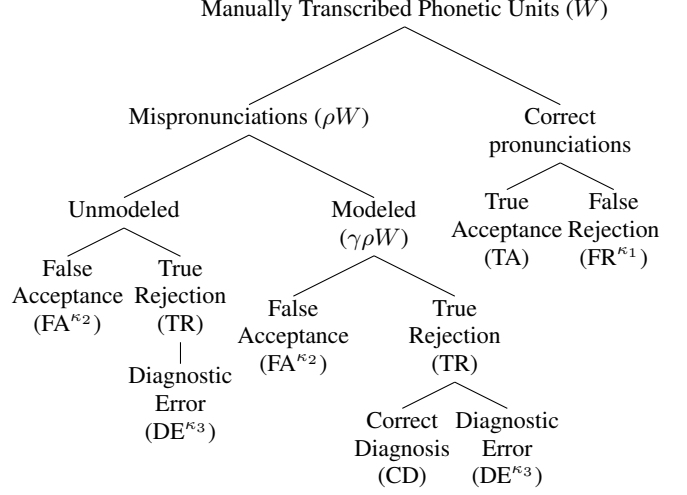 Manually Transcribed Phonetic Units (W)
Mispronunciations (ρW)
Correct
pronunciations
Unmodeled
Modeled
(γρW)
True
Acceptance
(TA)
False
Rejection
(FR^κ₁)
False
Acceptance
(FA^κ₂)
True
Rejection
(TR)
False
Acceptance
(FA^κ₂)
True
Rejection
(TR)
Diagnostic
Error
(DE^κ₃)
Correct
Diagnosis
(CD)
Diagnostic
Error
(DE^κ₃)